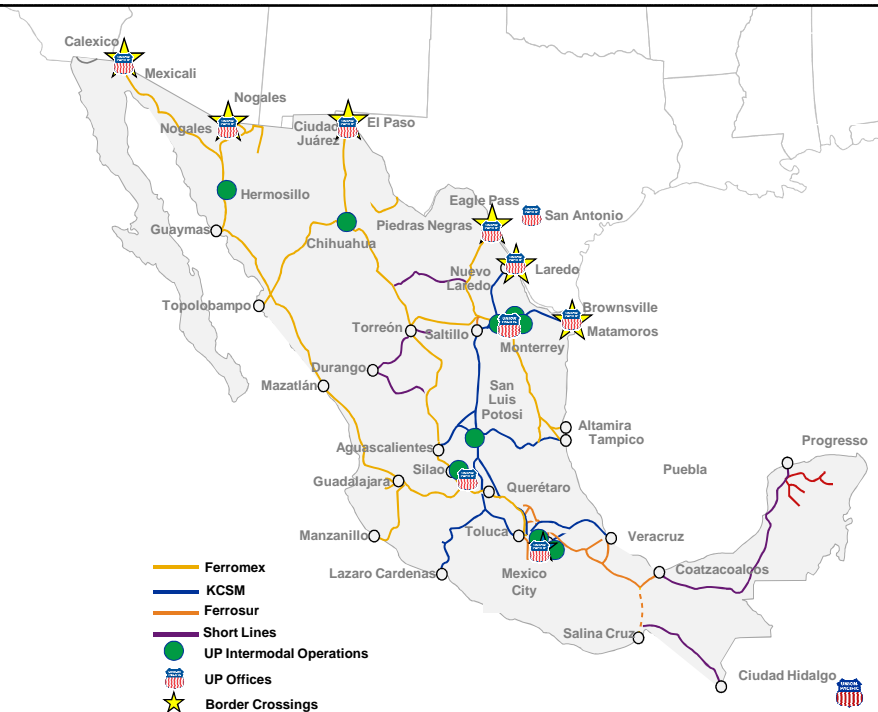 Calexico
Mexicali
Nogales
Nogales
Ciudad
Juárez
El Paso
Hermosillo
Guaymas
Chihuahua
Eagle Pass
San Antonio
Piedras Negras
Nuevo
Laredo
Laredo
Topolobampo
Brownsville
Matamoros
Torreón
Saltillo
Monterrey
Durango
Mazatlán
San
Luis
Potosi
Altamira
Tampico
Aguascalientes
Silao
Guadalajara
Querétaro
Puebla
Progresso
Manzanillo
Toluca
Veracruz
Lazaro Cardenas
Mexico
City
Coatzacoalcos
Salina Cruz
Ciudad Hidalgo
Ferromex
KCSM
Ferrosur
Short Lines
UP Intermodal Operations
UP Offices
Border Crossings
UNION
PACIFIC